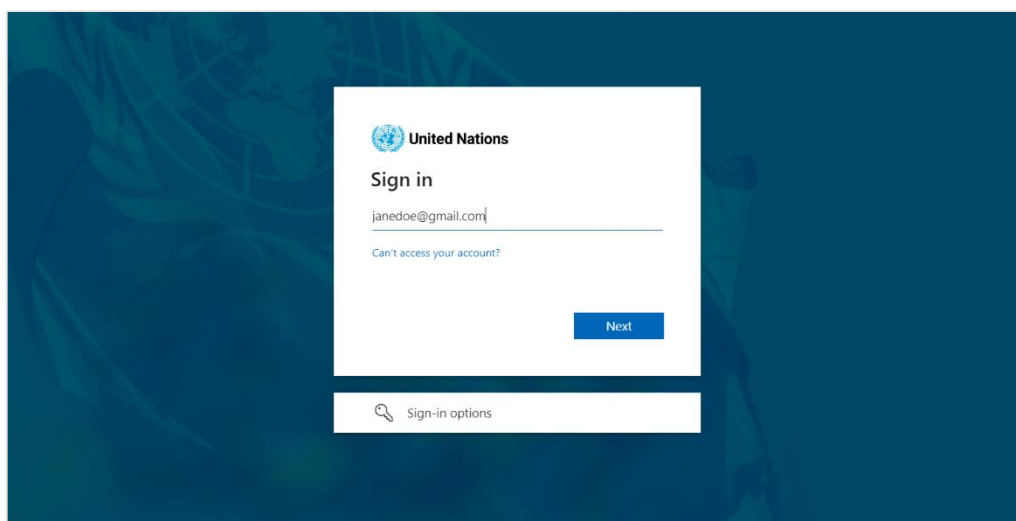 United Nations
Sign in
janedoe@gmail.com
Can't access your account?
Next
Sign-in options